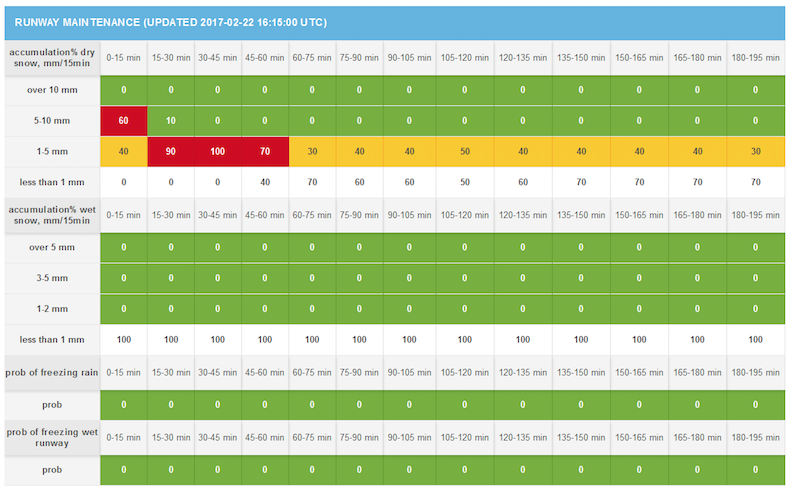 RUNWAY MAINTENANCE (UPDATED 2017-02-22 16:15:00 UTC)
accumulation% dry snow, mm/15min 0-15 min 15-30 min 30-45 min 45-60 min 60-75 min 75-90 min 90-105 min 105-120 min 120-135 min 135-150 min 150-165 min 165-180 min 180-195 min
over 10 mm 0 0 0 0 0 0 0 0 0 0 0 0 0
5-10 mm 60 10 0 0 0 0 0 0 0 0 0 0 0
1-5 mm 40 90 100 70 30 40 40 50 40 40 40 40 30
less than 1 mm 0 0 0 40 70 60 60 50 60 70 70 70 70
accumulation% wet snow, mm/15min 0-15 min 15-30 min 30-45 min 45-60 min 60-75 min 75-90 min 90-105 min 105-120 min 120-135 min 135-150 min 150-165 min 165-180 min 180-195 min
over 5 mm 0 0 0 0 0 0 0 0 0 0 0 0 0
3-5 mm 0 0 0 0 0 0 0 0 0 0 0 0 0
1-2 mm 0 0 0 0 0 0 0 0 0 0 0 0 0
less than 1 mm 100 100 100 100 100 100 100 100 100 100 100 100 100
prob of freezing rain 0-15 min 15-30 min 30-45 min 45-60 min 60-75 min 75-90 min 90-105 min 105-120 min 120-135 min 135-150 min 150-165 min 165-180 min 180-195 min
prob 0 0 0 0 0 0 0 0 0 0 0 0 0
prob of freezing wet runway 0-15 min 15-30 min 30-45 min 45-60 min 60-75 min 75-90 min 90-105 min 105-120 min 120-135 min 135-150 min 150-165 min 165-180 min 180-195 min
prob 0 0 0 0 0 0 0 0 0 0 0 0 0